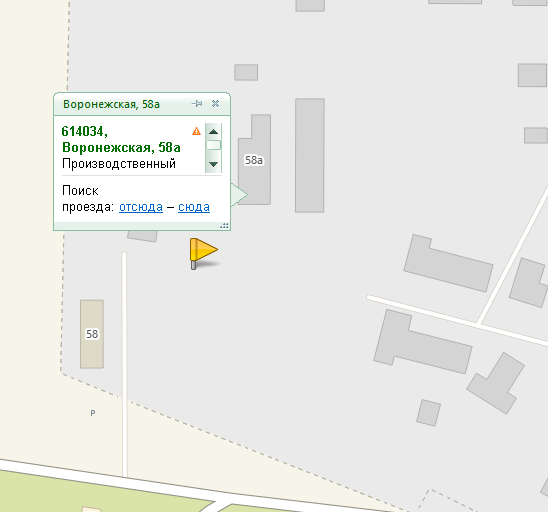 Воронежская, 58а
614034,
Воронежская, 58а
Производственный
Поиск
проезда: отсюда – сюда
58а
58
P